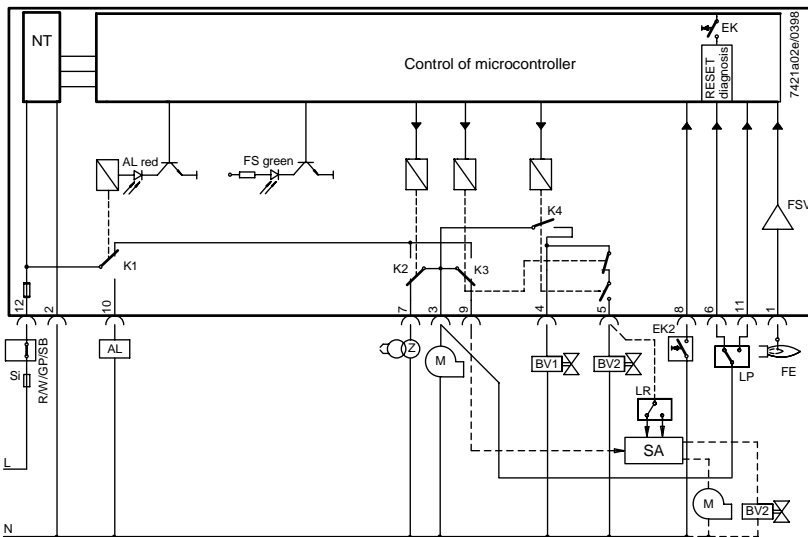 NT
Control of microcontroller
EK
RESET
diagnosis
7421a02e/0398
AL red
FS green
FSV
K4
K1
K2
K3
12
2
10
7
3
9
4
5
8
6
11
1
EK2
Si
R/W/GP/SB
AL
Z
M
BV1
BV2
LR
LP
FE
SA
L
M
BV2
N